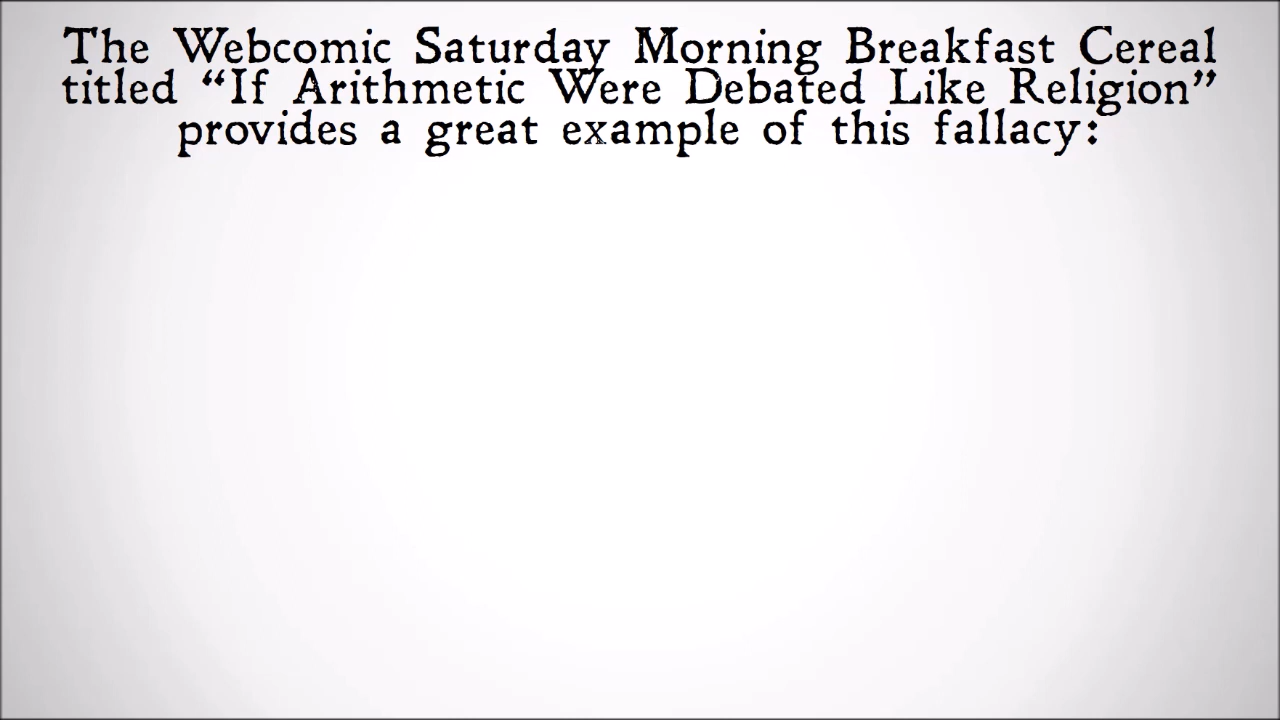 The Webcomic Saturday Morning Breakfast Cereal
titled “If Arithmetic Were Debated Like Religion”
provides a great example of this fallacy: